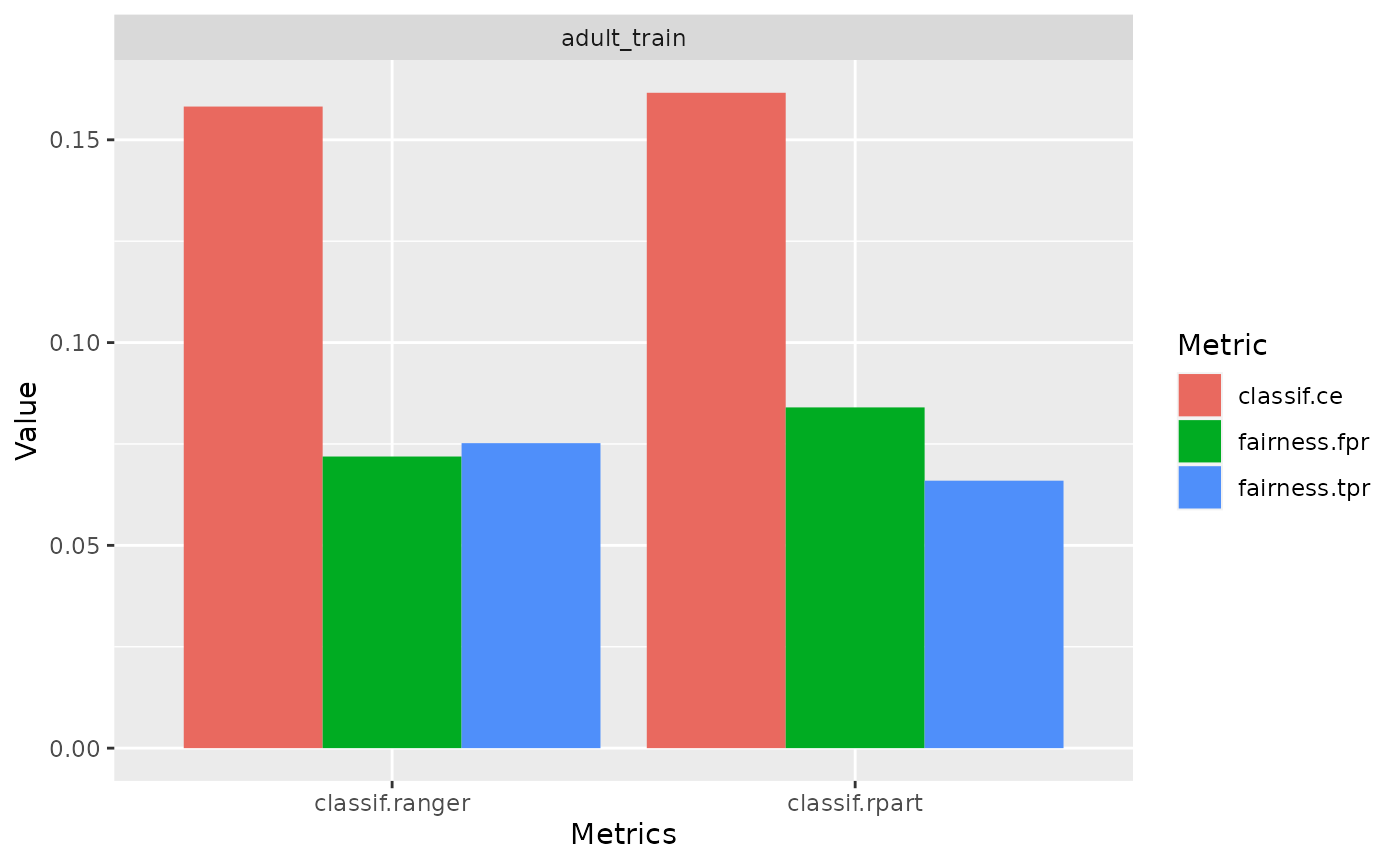 adult_train
0.15
0.10
0.05
0.00
Value
classif.ranger
classif.rpart
Metrics
Metric
classif.ce
fairness.fpr
fairness.tpr